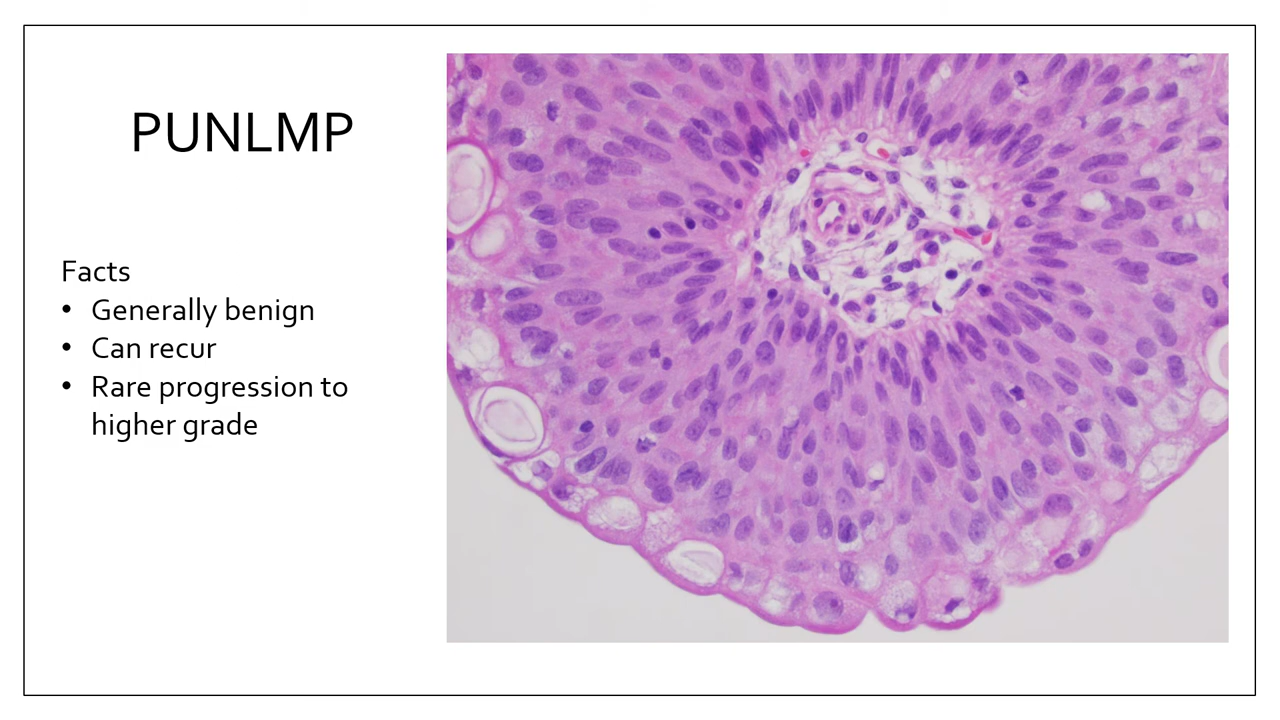 PUNLMP
Facts
• Generally benign
• Can recur
• Rare progression to
higher grade